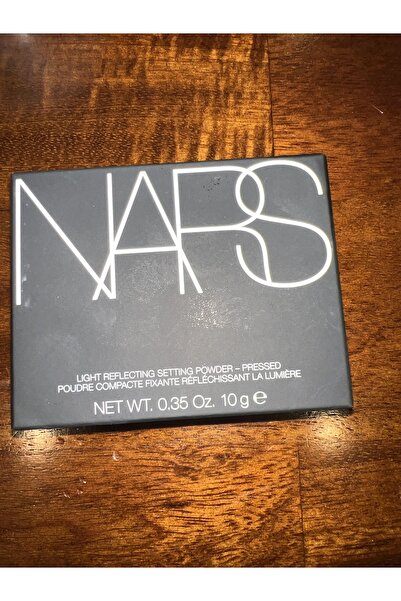 NARS
LIGHT REFLECTING SETTING POWDER – PRESSED
POUDRE COMPACTE FIXANTE RÉFLÉCHISSANT LA LUMIÈRE
NET WT. 0.35 Oz. 10 g ℮